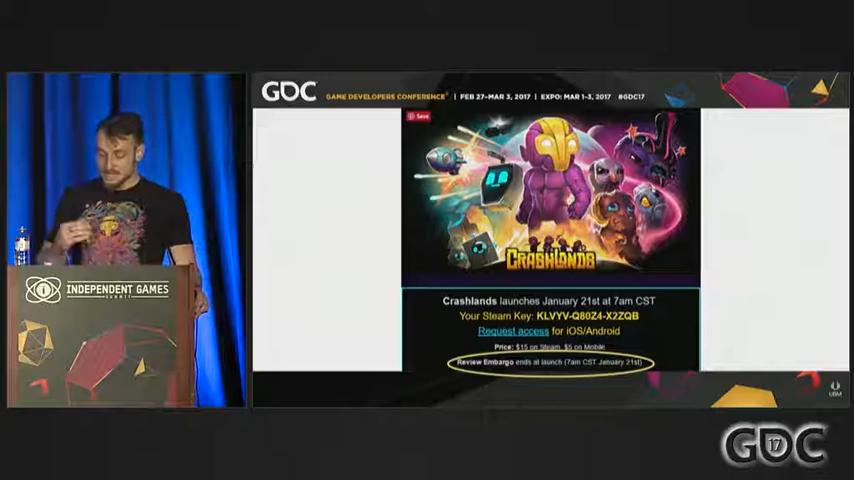 GDC
GAME DEVELOPERS CONFERENCE® | FEB 27–MAR 3, 2017 | EXPO: MAR 1–3, 2017 #GDC17
Save
CRASHLANDS
Crashlands launches January 21st at 7am CST
Your Steam Key: KLVYV-Q80Z4-X2ZQB
Request access for iOS/Android
Price: $15 on Steam, $5 on Mobile
Review Embargo ends at launch (7am CST January 21st)
INDEPENDENT GAMES
SUMMIT
UBM
GDC
17